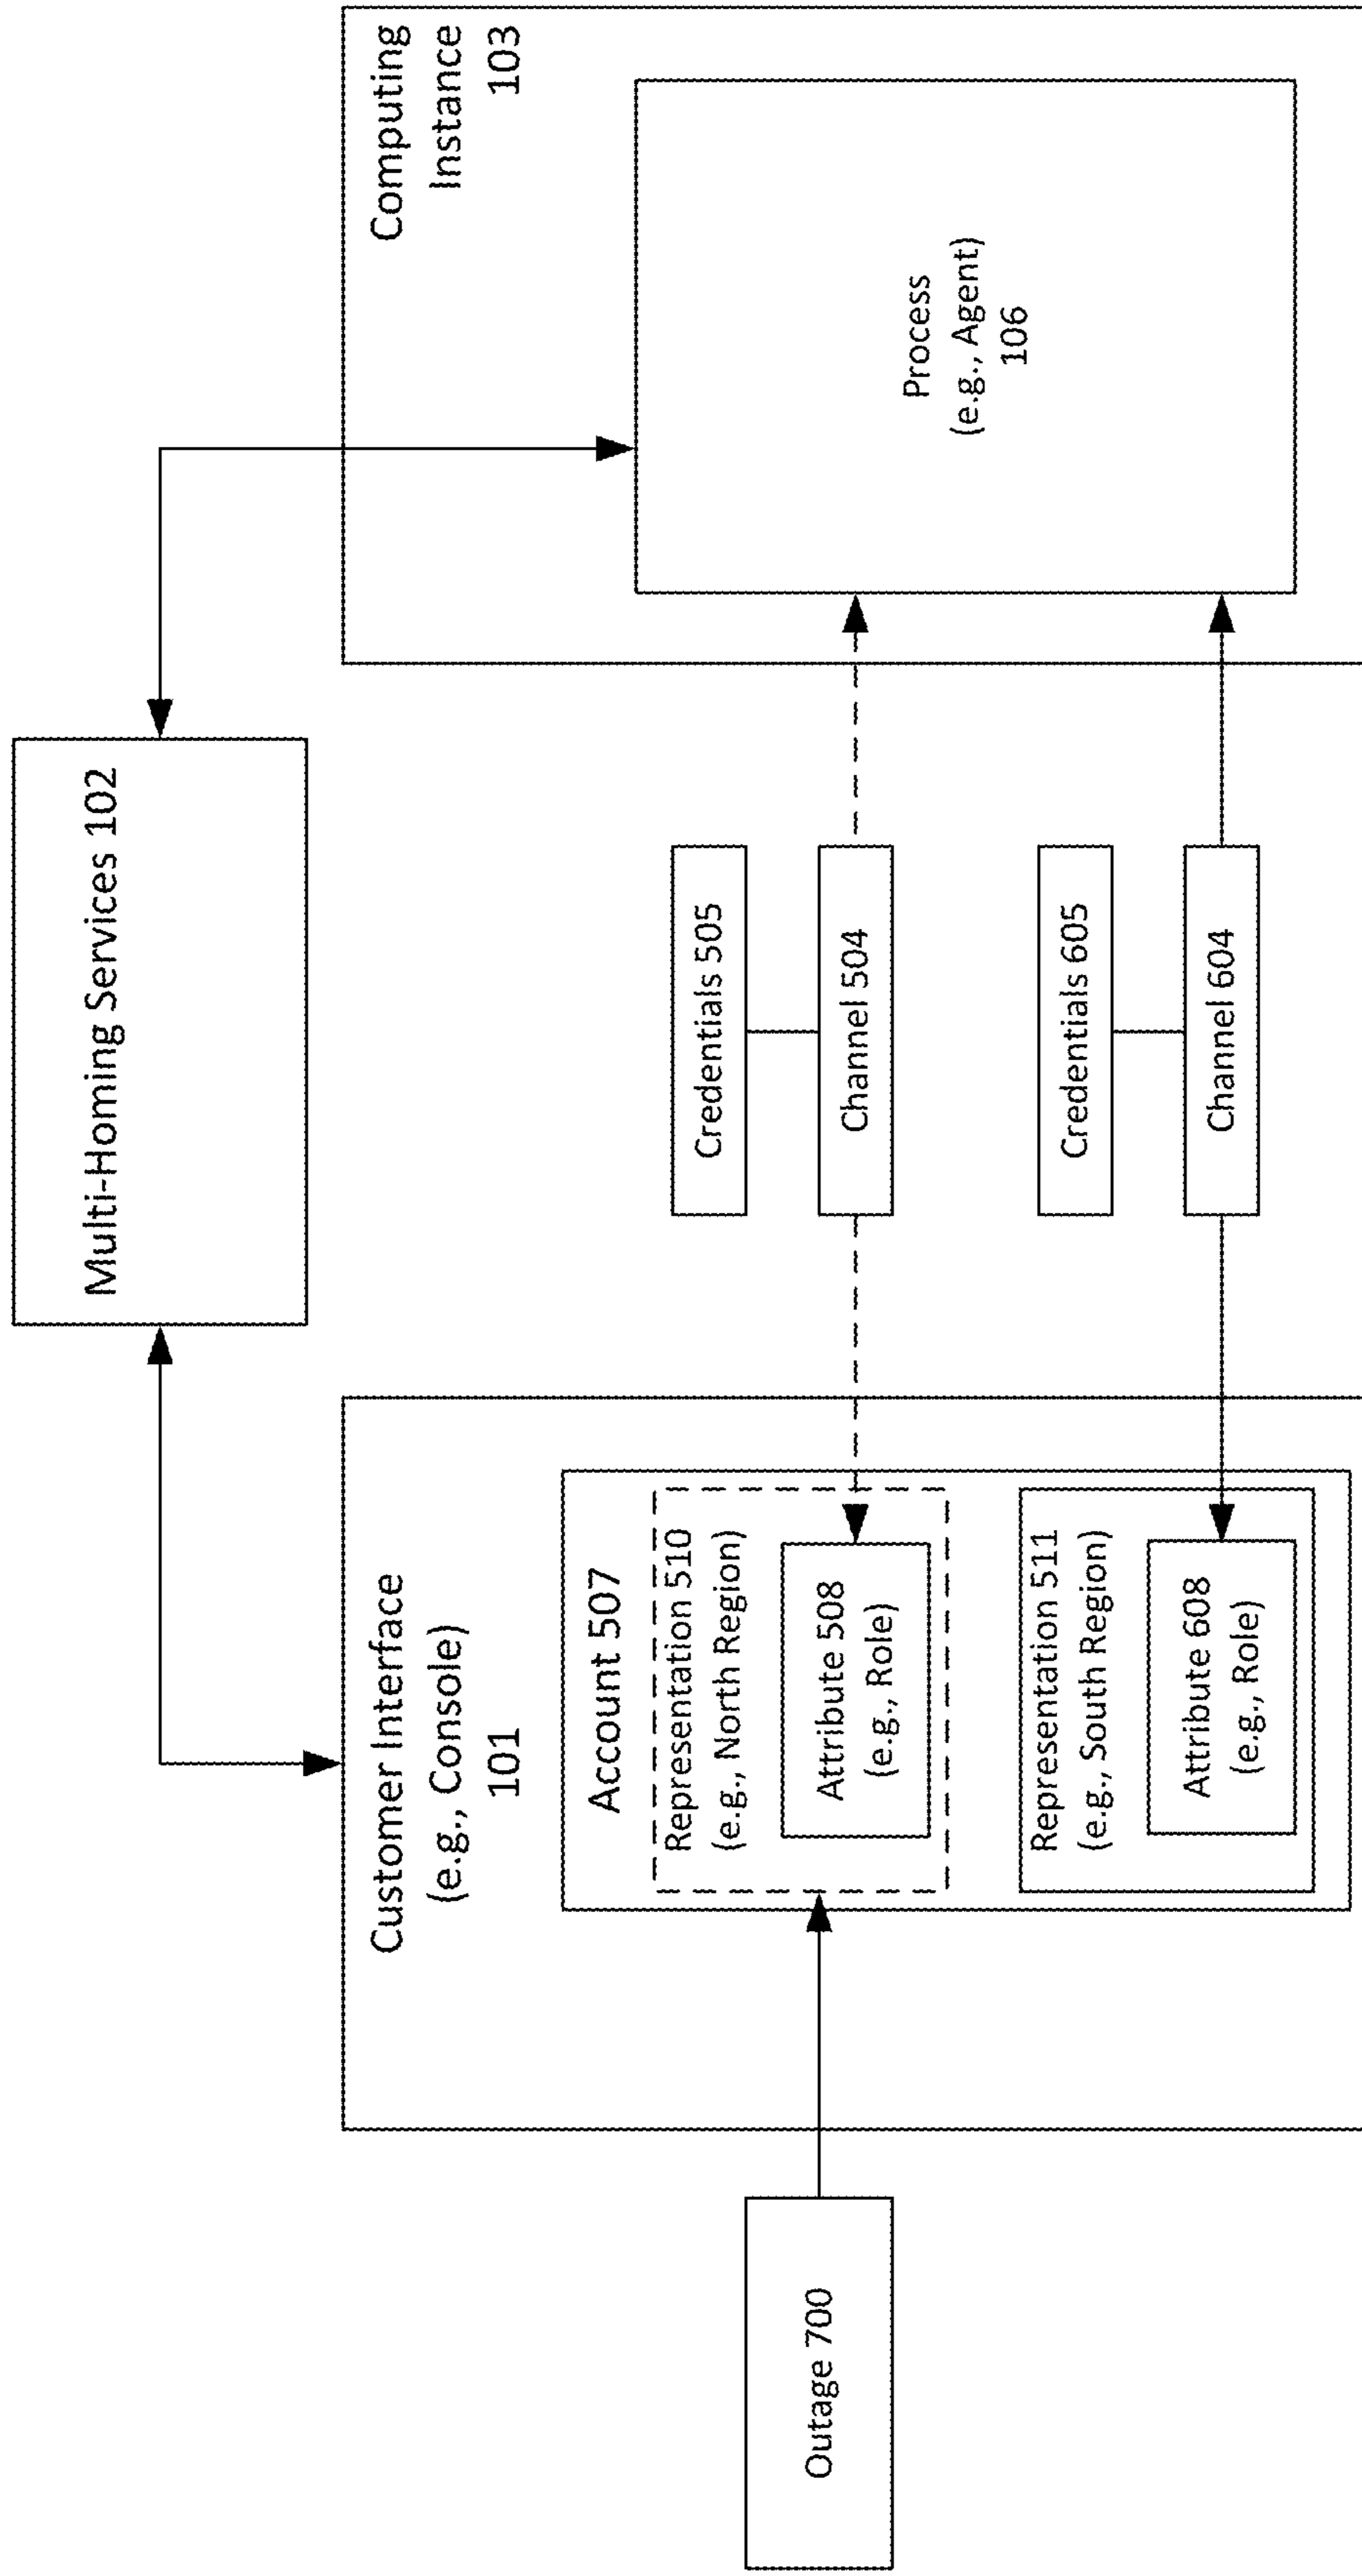 Multi-Homing Services 102
Customer Interface
(e.g., Console)
101
Computing
Instance
103
Account 507
Representation 510
(e.g., North Region)
Attribute 508
(e.g., Role)
Representation 511
(e.g., South Region)
Attribute 608
(e.g., Role)
Credentials 505
Channel 504
Credentials 605
Channel 604
Process
(e.g., Agent)
106
Outage 700